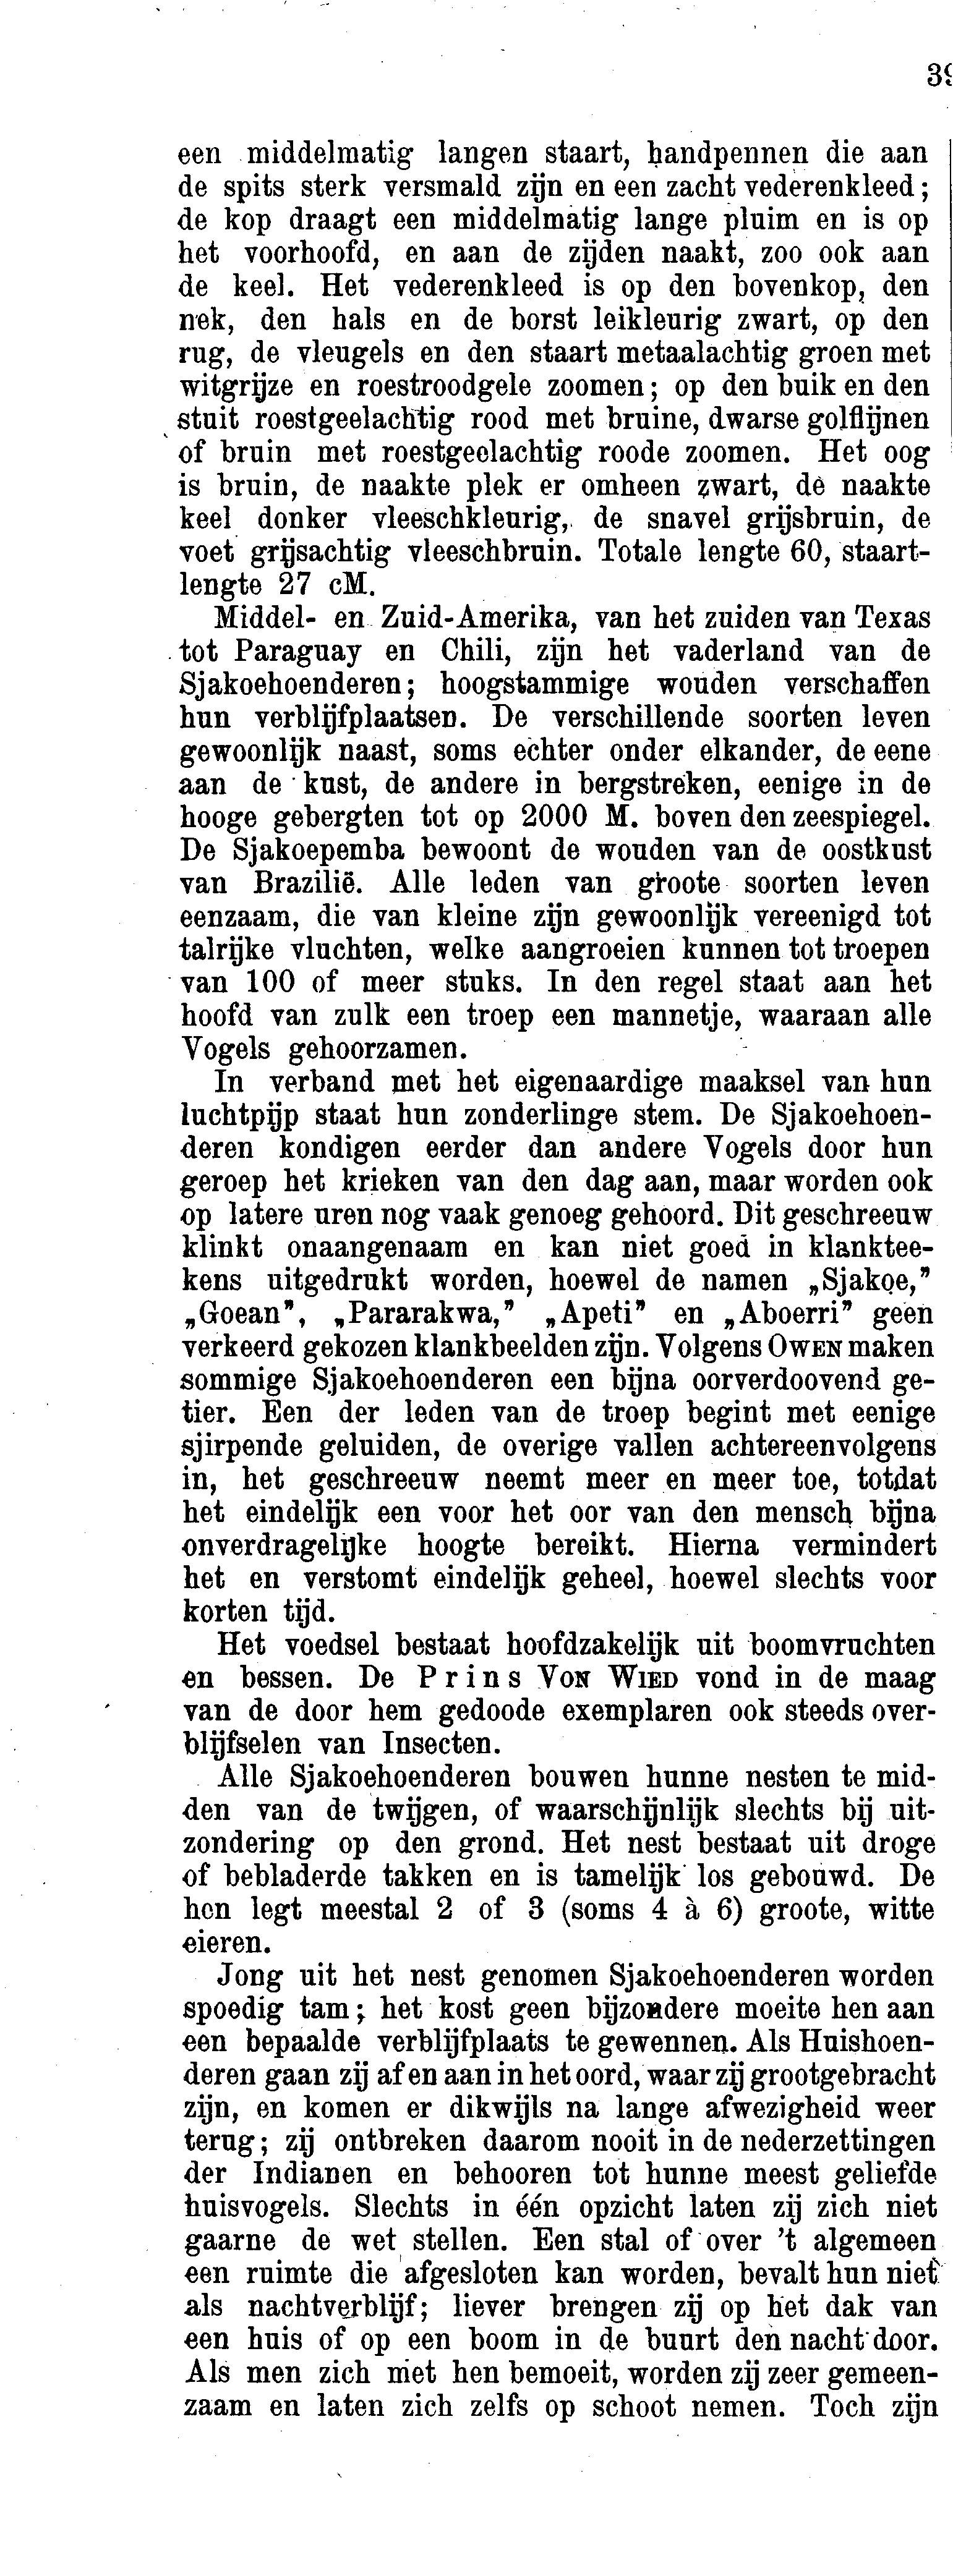 een middelmatig langen staart, handpennen die aan
de spits sterk versmald zijn en een zacht vederenkleed;
de kop draagt een middelmatig lange pluim en is op
het voorhoofd, en aan de zijden naakt, zoo ook aan
de keel. Het vederenkleed is op den bovenkop, den
nek, den hals en de borst leikleurig zwart, op den
rug, de vleugels en den staart metaalachtig groen met
witgrijze en roestroodgele zoomen; op den buik en den
stuit roestgeelachtig rood met bruine, dwarse golflijnen
of bruin met roestgeelachtig roode zoomen. Het oog
is bruin, de naakte plek er omheen zwart, de naakte
keel donker vleeschkleurig, de snavel grijsbruin, de
voet grijsachtig vleeschbruin. Totale lengte 60, staart-
lengte 27 cM.
Middel- en Zuid-Amerika, van het zuiden van Texas
tot Paraguay en Chili, zijn het vaderland van de
Sjakoehoenderen; hoogstammige wouden verschaffen
hun verblijfplaatsen. De verschillende soorten leven
gewoonlijk naast, soms echter onder elkander, de eene
aan de kust, de andere in bergstreken, eenige in de
hooge gebergten tot op 2000 M. boven den zeespiegel.
De Sjakoepemba bewoont de wouden van de oostkust
van Brazilië. Alle leden van groote soorten leven
eenzaam, die van kleine zijn gewoonlijk vereenigd tot
talrijke vluchten, welke aangroeien kunnen tot troepen
van 100 of meer stuks. In den regel staat aan het
hoofd van zulk een troep een mannetje, waaraan alle
Vogels gehoorzamen.
In verband met het eigenaardige maaksel van hun
luchtpijp staat hun zonderlinge stem. De Sjakoehoen-
deren kondigen eerder dan andere Vogels door hun
geroep het krieken van den dag aan, maar worden ook
op latere uren nog vaak genoeg gehoord. Dit geschreeuw
klinkt onaangenaam en kan niet goed in klanktee-
kens uitgedrukt worden, hoewel de namen „Sjakoe,”
„Goean”, „Pararakwa,” „Apeti” en „Aboerri” geen
verkeerd gekozen klankbeelden zijn. Volgens OWEN maken
sommige Sjakoehoenderen een bijna oorverdoovend ge-
tier. Een der leden van de troep begint met eenige
sjirpende geluiden, de overige vallen achtereenvolgens
in, het geschreeuw neemt meer en meer toe, totdat
het eindelijk een voor het oor van den mensch bijna
onverdragelijke hoogte bereikt. Hierna vermindert
het en verstomt eindelijk geheel, hoewel slechts voor
korten tijd.
Het voedsel bestaat hoofdzakelijk uit boomvruchten
en bessen. De Prins VON WIED vond in de maag
van de door hem gedoode exemplaren ook steeds over-
blijfselen van Insecten.
Alle Sjakoehoenderen bouwen hunne nesten te mid-
den van de twijgen, of waarschijnlijk slechts bij uit-
zondering op den grond. Het nest bestaat uit droge
of bebladerde takken en is tamelijk los gebouwd. De
hen legt meestal 2 of 3 (soms 4 à 6) groote, witte
eieren.
Jong uit het nest genomen Sjakoehoenderen worden
spoedig tam; het kost geen bijzondere moeite hen aan
een bepaalde verblijfplaats te gewennen. Als Huishoen-
deren gaan zij af en aan in het oord, waar zij grootgebracht
zijn, en komen er dikwijls na lange afwezigheid weer
terug; zij ontbreken daarom nooit in de nederzettingen
der Indianen en behooren tot hunne meest geliefde
huisvogels. Slechts in één opzicht laten zij zich niet
gaarne de wet stellen. Een stal of over 't algemeen
een ruimte die afgesloten kan worden, bevalt hun niet
als nachtverblijf; liever brengen zij op het dak van
een huis of op een boom in de buurt den nacht door.
Als men zich met hen bemoeit, worden zij zeer gemeen-
zaam en laten zich zelfs op schoot nemen. Toch zijn